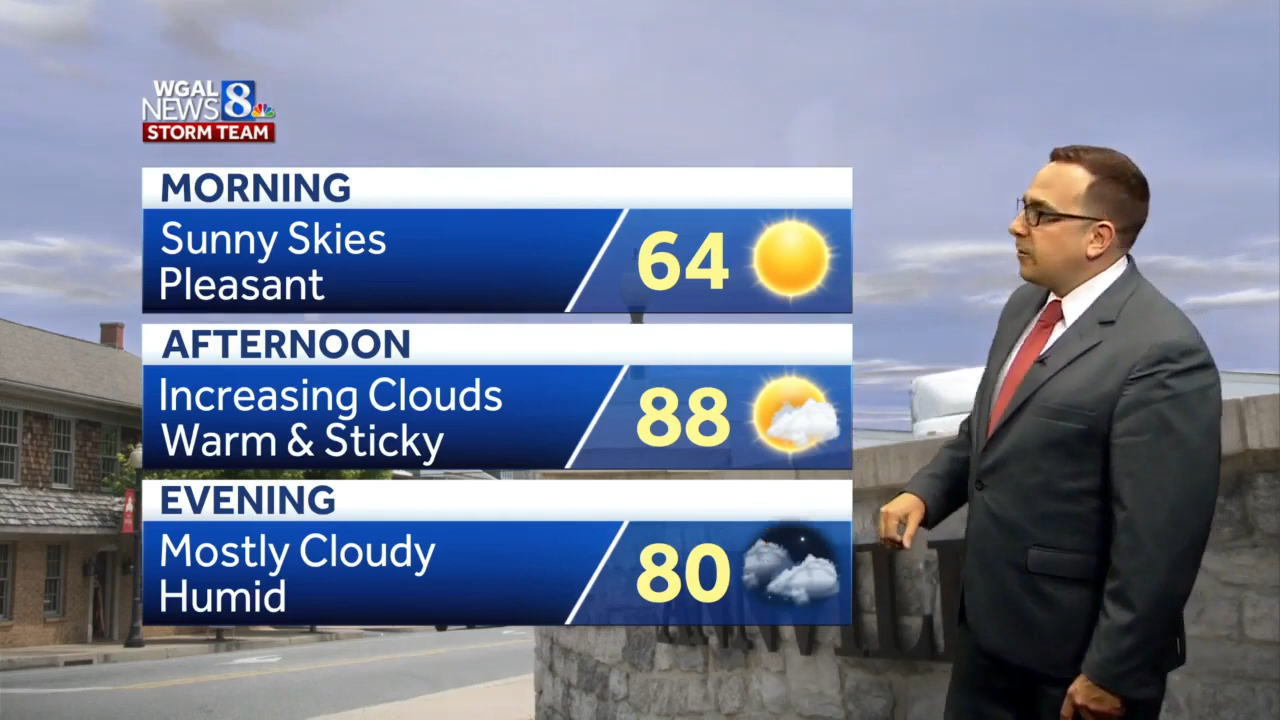 WGAL
NEWS 8
STORM TEAM
MORNING
Sunny Skies
Pleasant
64
AFTERNOON
Increasing Clouds
Warm & Sticky
88
EVENING
Mostly Cloudy
Humid
80